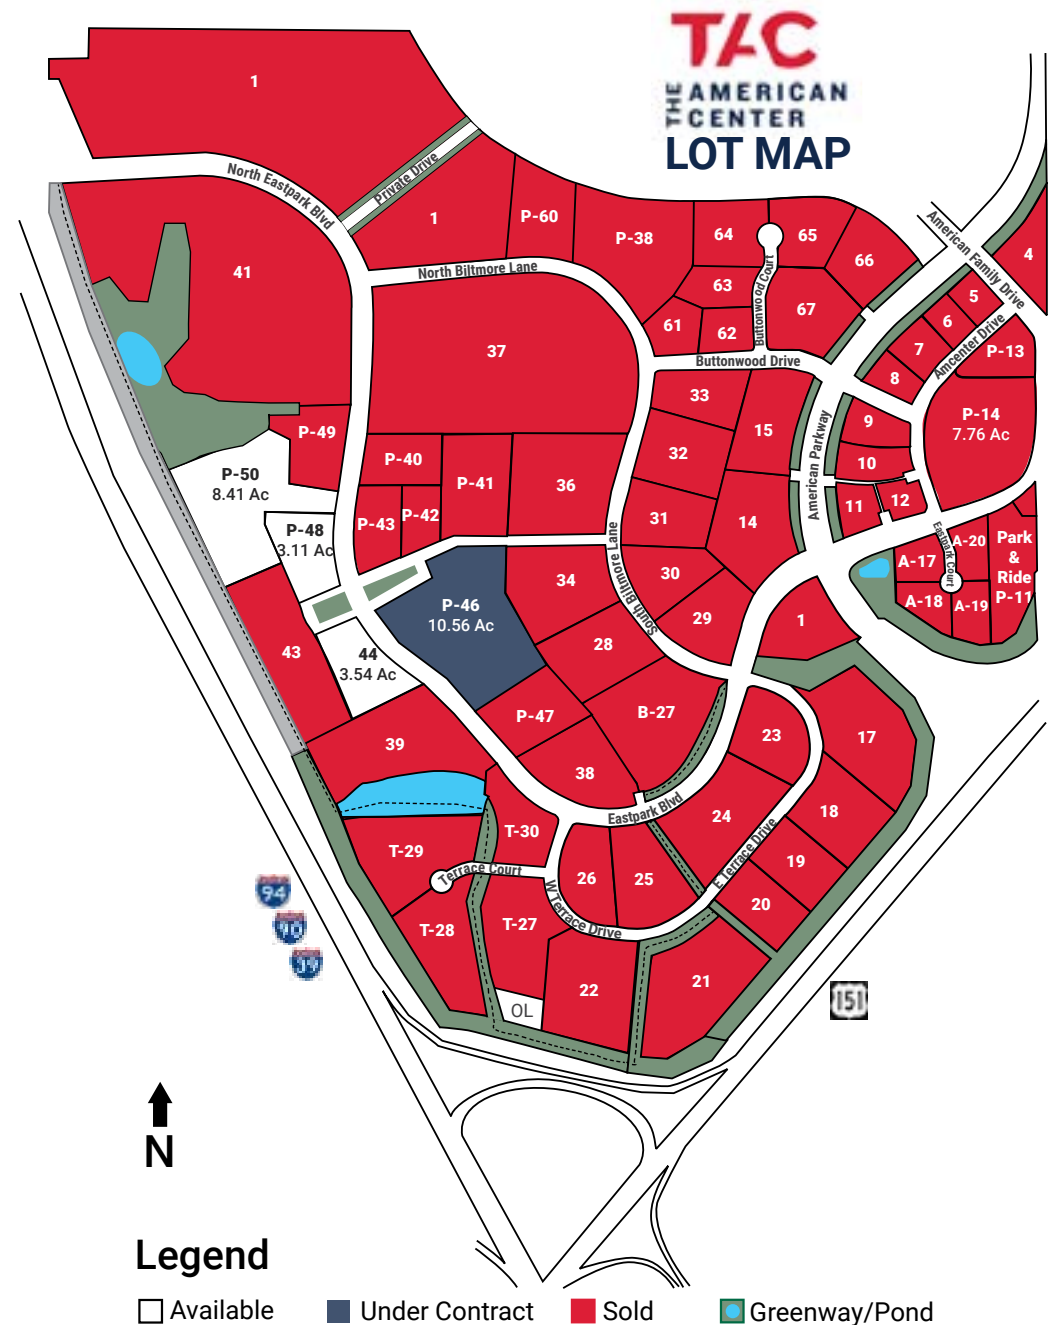 TAC
THE AMERICAN
CENTER
LOT MAP
1
North Eastpark Blvd
Private Drive
1
P-60
P-38
64
65
66
63
61
62
67
Buttonwood Court
Buttonwood Drive
American Family Drive
4
5
6
7
8
Amcenter Drive
P-13
P-14
7.76 Ac
41
North Biltmore Lane
37
33
32
31
15
14
American Parkway
9
10
11
12
P-49
P-40
P-41
36
P-43
P-42
P-50
8.41 Ac
P-48
3.11 Ac
Eastpark Court
A-20
A-17
A-18
A-19
Park
&
Ride
P-11
P-46
10.56 Ac
34
30
29
28
South Biltmore Lane
1
43
44
3.54 Ac
P-47
B-27
23
17
39
38
24
18
Eastpark Blvd
E Terrace Drive
T-30
T-29
Terrace Court
26
25
19
20
W Terrace Drive
T-28
T-27
22
21
OL
94
90
39
151
N
Legend
Available
Under Contract
Sold
Greenway/Pond